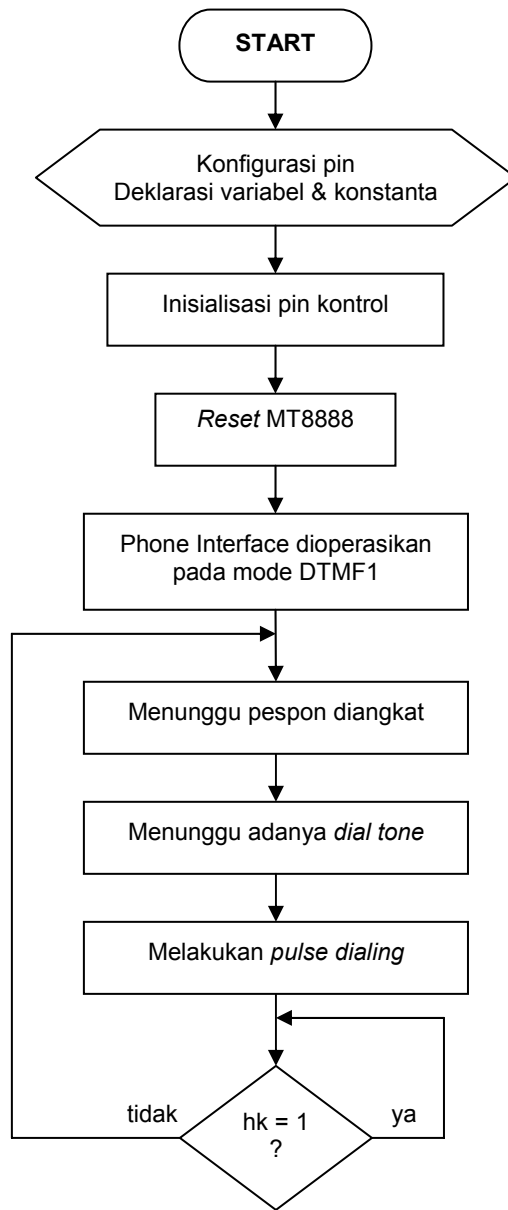 START
Konfigurasi pin
Deklarasi variabel & konstanta
Inisialisasi pin kontrol
Reset MT8888
Phone Interface dioperasikan
pada mode DTMF1
Menunggu pespon diangkat
Menunggu adanya dial tone
Melakukan pulse dialing
tidak
hk = 1
?
ya